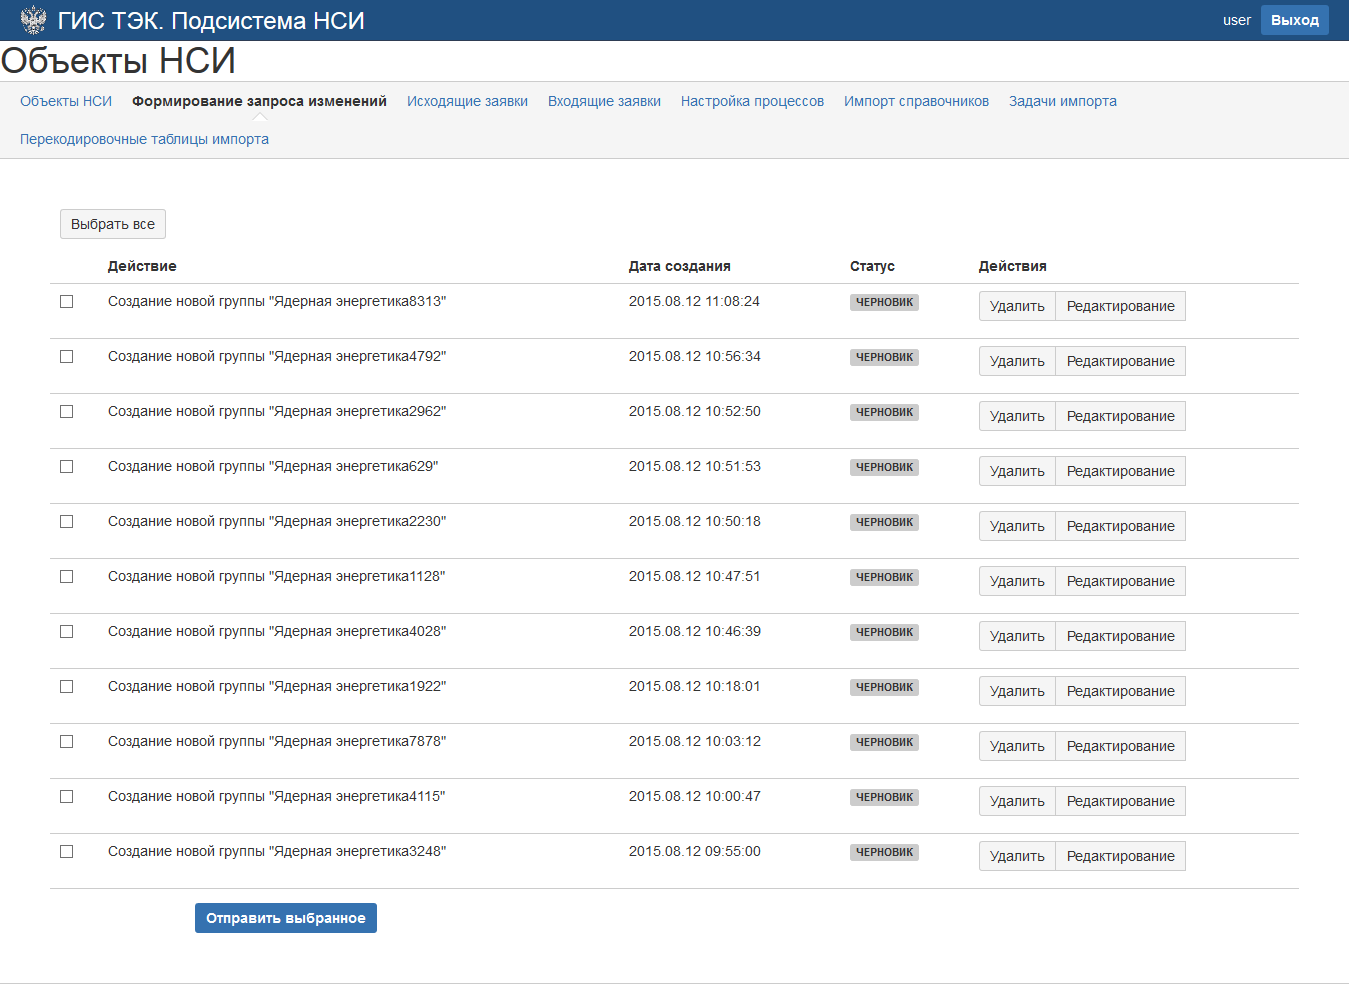 ГИС ТЭК. Подсистема НСИ
user Выход
Объекты НСИ
Объекты НСИ Формирование запроса изменений Исходящие заявки Входящие заявки Настройка процессов Импорт справочников Задачи импорта
Перекодировочные таблицы импорта
Выбрать все
Действие Дата создания Статус Действия
Создание новой группы "Ядерная энергетика8313" 2015.08.12 11:08:24 ЧЕРНОВИК Удалить Редактирование
Создание новой группы "Ядерная энергетика4792" 2015.08.12 10:56:34 ЧЕРНОВИК Удалить Редактирование
Создание новой группы "Ядерная энергетика2962" 2015.08.12 10:52:50 ЧЕРНОВИК Удалить Редактирование
Создание новой группы "Ядерная энергетика629" 2015.08.12 10:51:53 ЧЕРНОВИК Удалить Редактирование
Создание новой группы "Ядерная энергетика2230" 2015.08.12 10:50:18 ЧЕРНОВИК Удалить Редактирование
Создание новой группы "Ядерная энергетика1128" 2015.08.12 10:47:51 ЧЕРНОВИК Удалить Редактирование
Создание новой группы "Ядерная энергетика4028" 2015.08.12 10:46:39 ЧЕРНОВИК Удалить Редактирование
Создание новой группы "Ядерная энергетика1922" 2015.08.12 10:18:01 ЧЕРНОВИК Удалить Редактирование
Создание новой группы "Ядерная энергетика7878" 2015.08.12 10:03:12 ЧЕРНОВИК Удалить Редактирование
Создание новой группы "Ядерная энергетика4115" 2015.08.12 10:00:47 ЧЕРНОВИК Удалить Редактирование
Создание новой группы "Ядерная энергетика3248" 2015.08.12 09:55:00 ЧЕРНОВИК Удалить Редактирование
Отправить выбранное